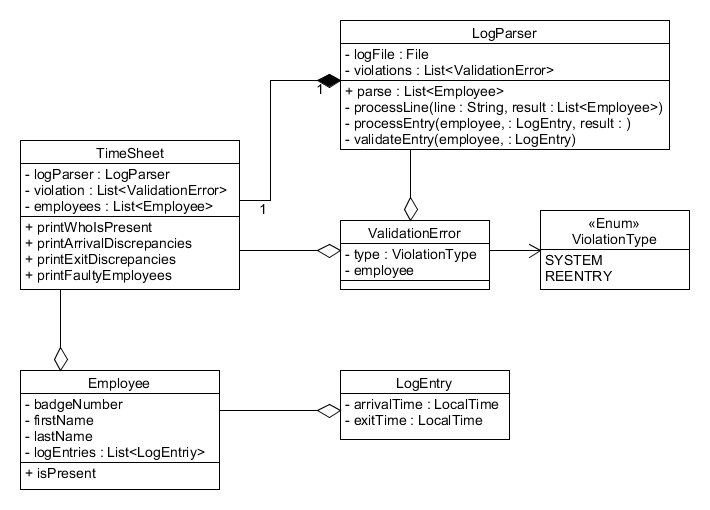 LogParser
- logFile : File
- violations : List<ValidationError>
+ parse : List<Employee>
- processLine(line : String, result : List<Employee>)
- processEntry(employee, : LogEntry, result : )
- validateEntry(employee, : LogEntry)
1
TimeSheet
- logParser : LogParser
- violation : List<ValidationError>
- employees : List<Employee>
+ printWhoIsPresent
+ printArrivalDiscrepancies
+ printExitDiscrepancies
+ printFaultyEmployees
1
ValidationError
- type : ViolationType
- employee
«Enum»
ViolationType
SYSTEM
REENTRY
Employee
- badgeNumber
- firstName
- lastName
- logEntries : List<LogEntriy>
+ isPresent
LogEntry
- arrivalTime : LocalTime
- exitTime : LocalTime